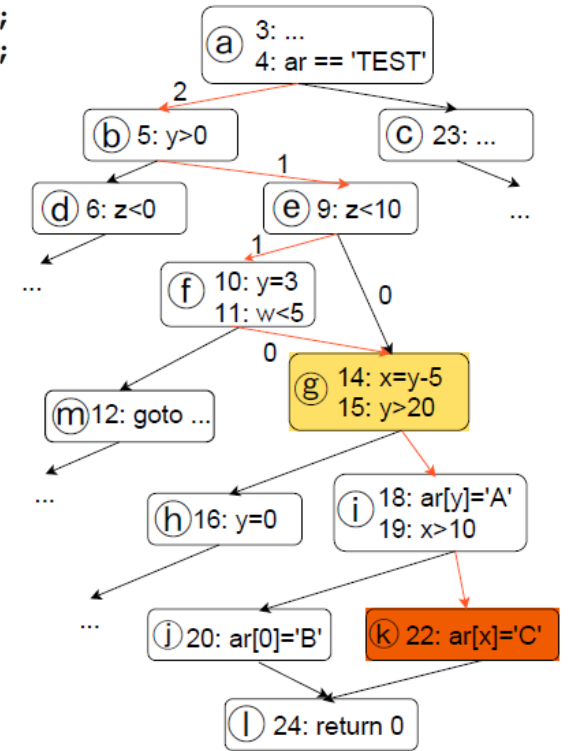 ;
;
a 3: ...
4: ar == 'TEST'
2
b 5: y>0
c 23: ...
1
d 6: z<0
e 9: z<10
...
...
1
f 10: y=3
11: w<5
0
0
g 14: x=y-5
15: y>20
m 12: goto ...
...
h 16: y=0
i 18: ar[y]='A'
19: x>10
...
j 20: ar[0]='B'
k 22: ar[x]='C'
l 24: return 0